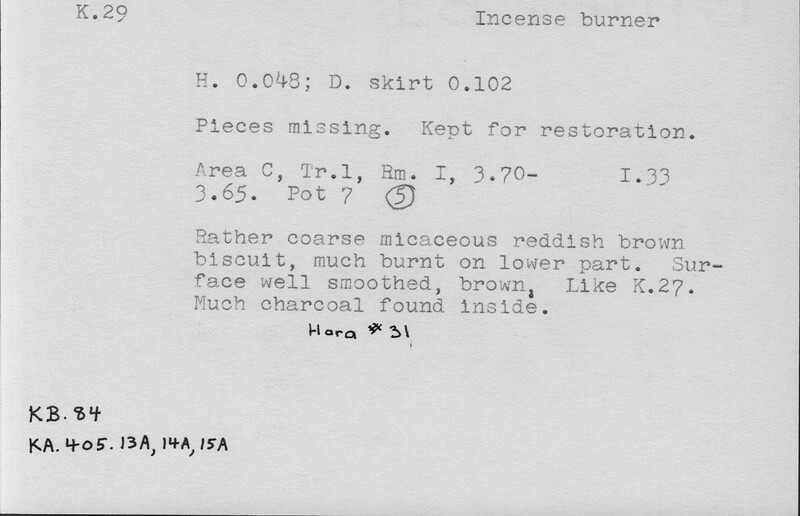 K.29 Incense burner
H. 0.048; D. skirt 0.102
Pieces missing. Kept for restoration.
Area C, Tr.1, Rm. I, 3.70- I.33
3.65. Pot 7 (5)
Rather coarse micaceous reddish brown
biscuit, much burnt on lower part. Sur-
face well smoothed, brown. Like K.27.
Much charcoal found inside.
Hara #31
KB.84
KA.405.13A, 14A, 15A